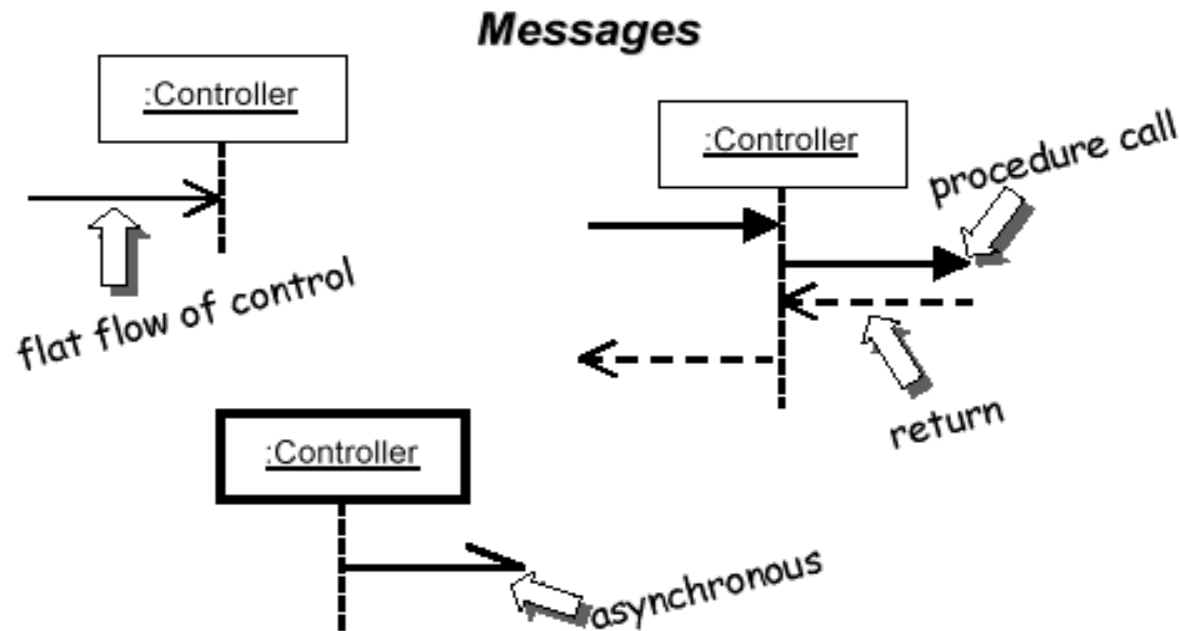 Messages
:Controller
flat flow of control
:Controller
procedure call
return
:Controller
asynchronous